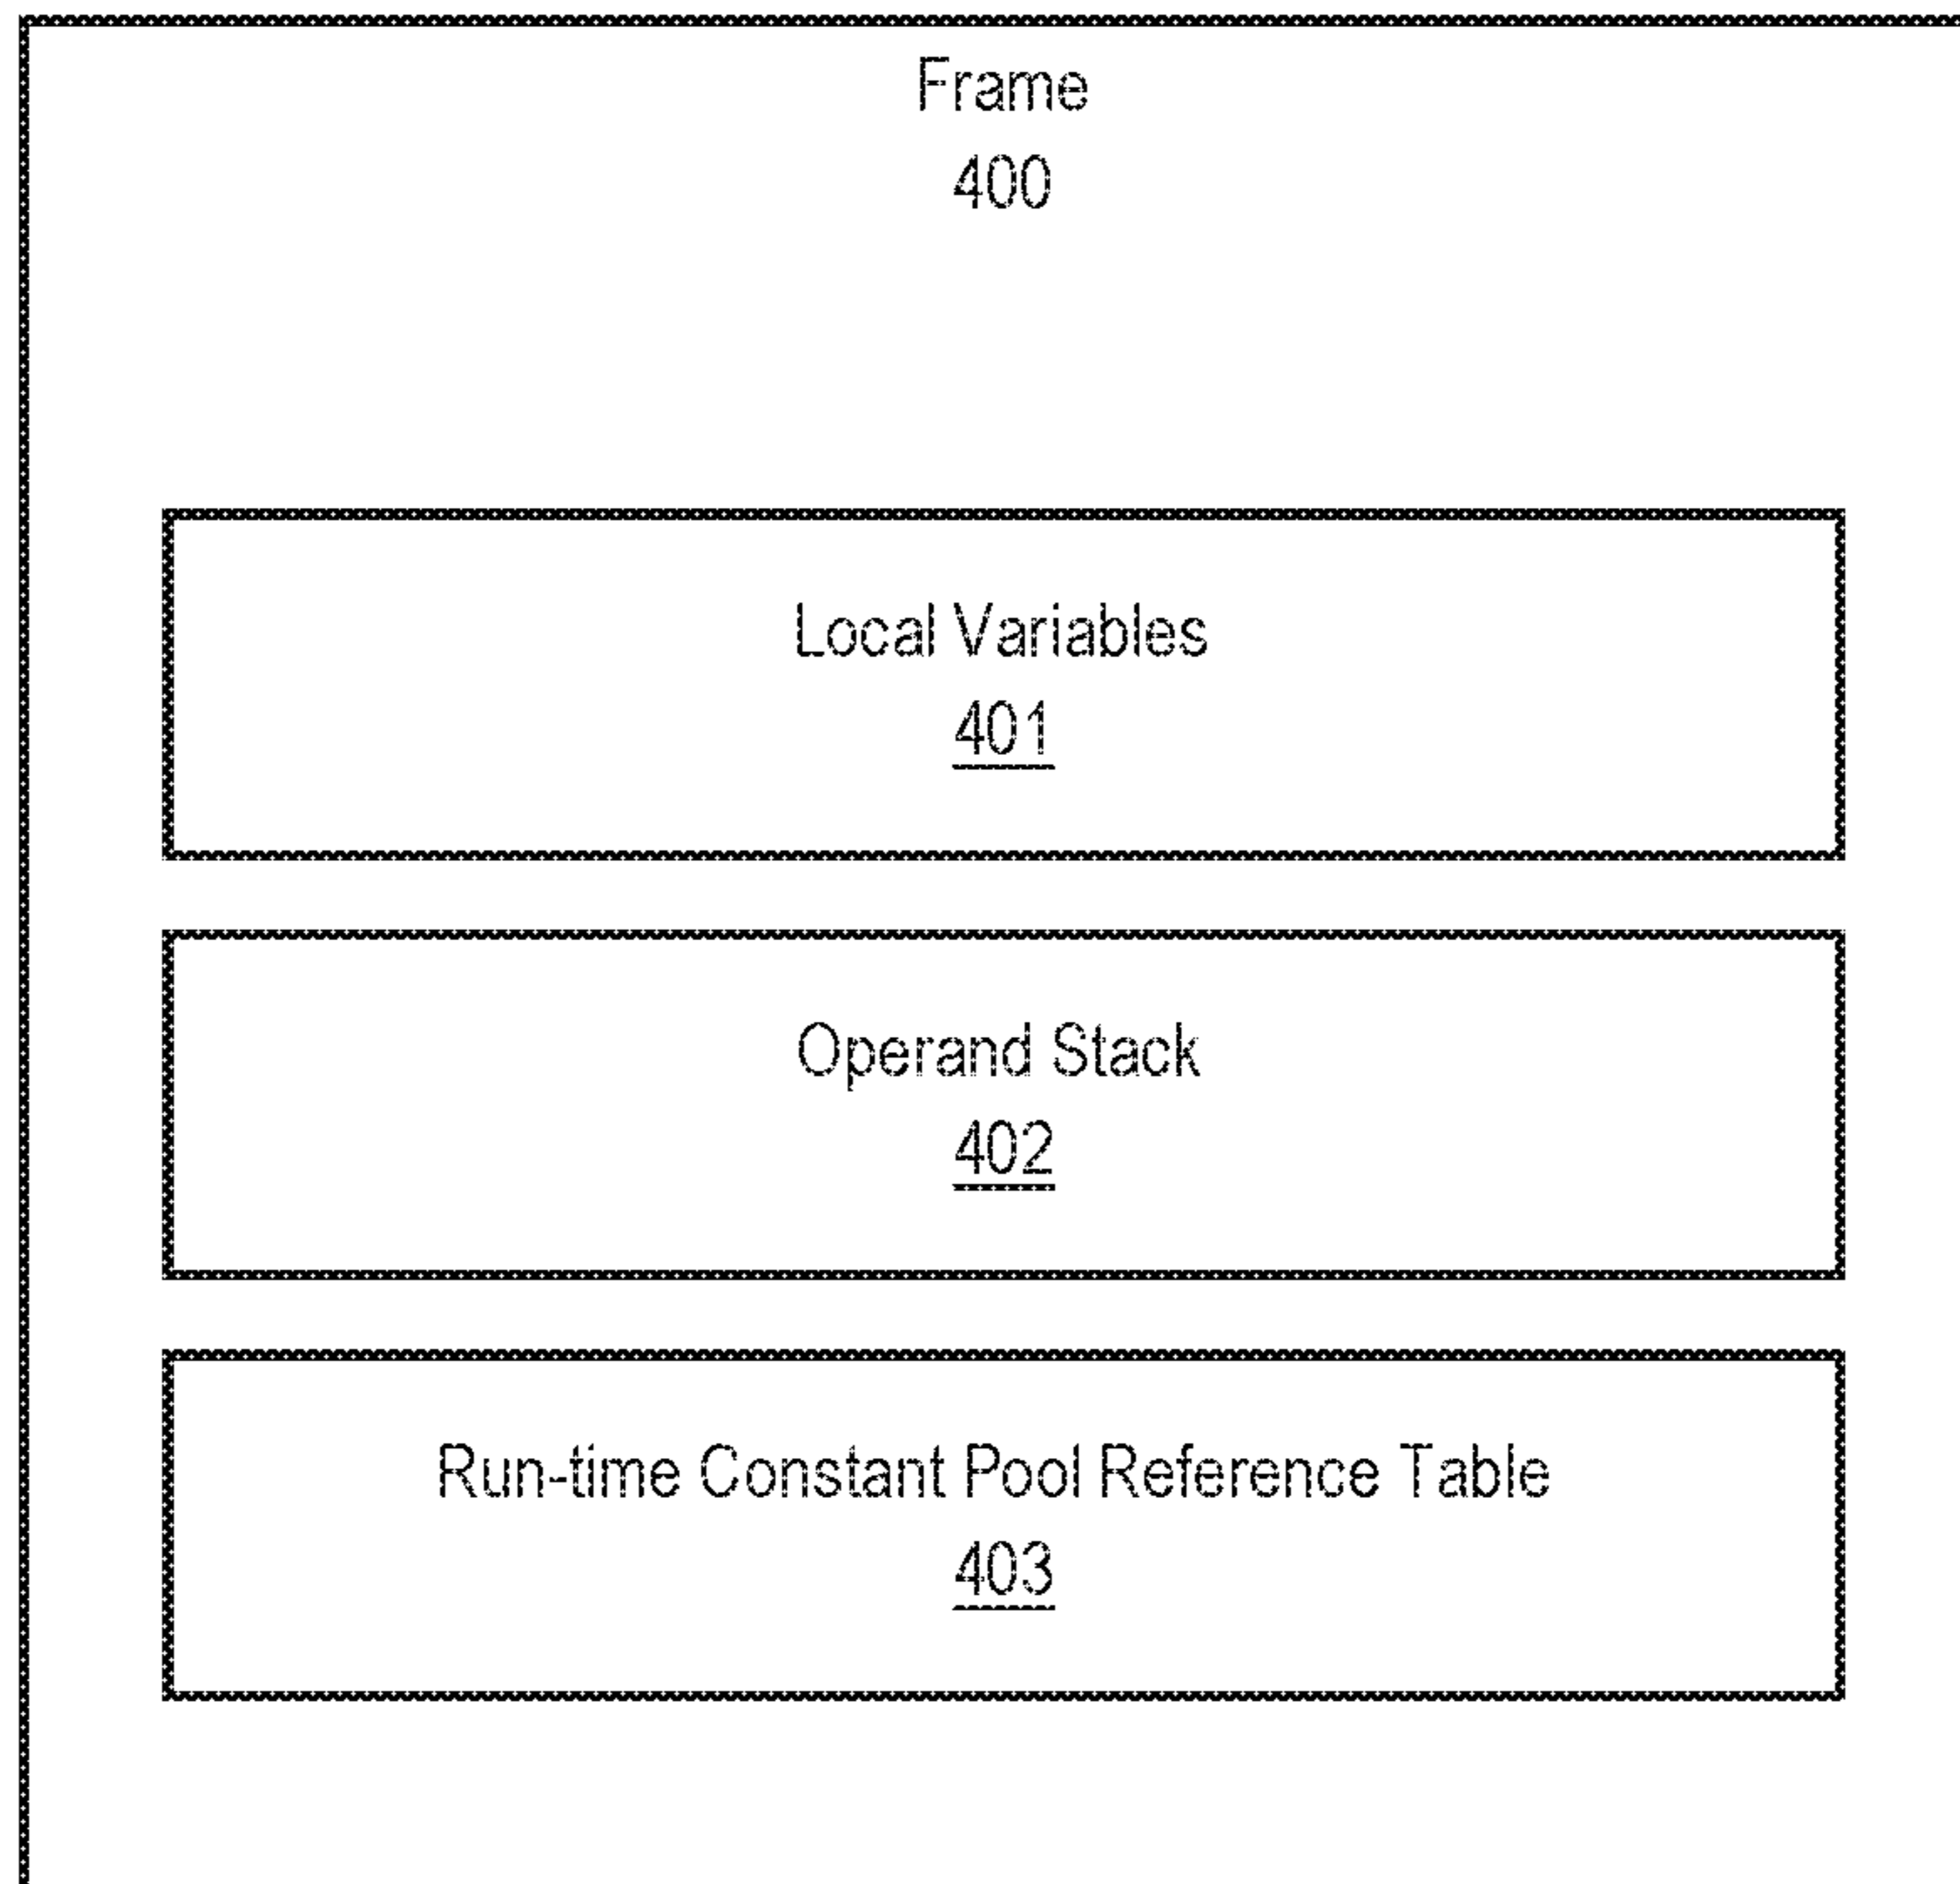 Frame
400
Local Variables
401
Operand Stack
402
Run-time Constant Pool Reference Table
403